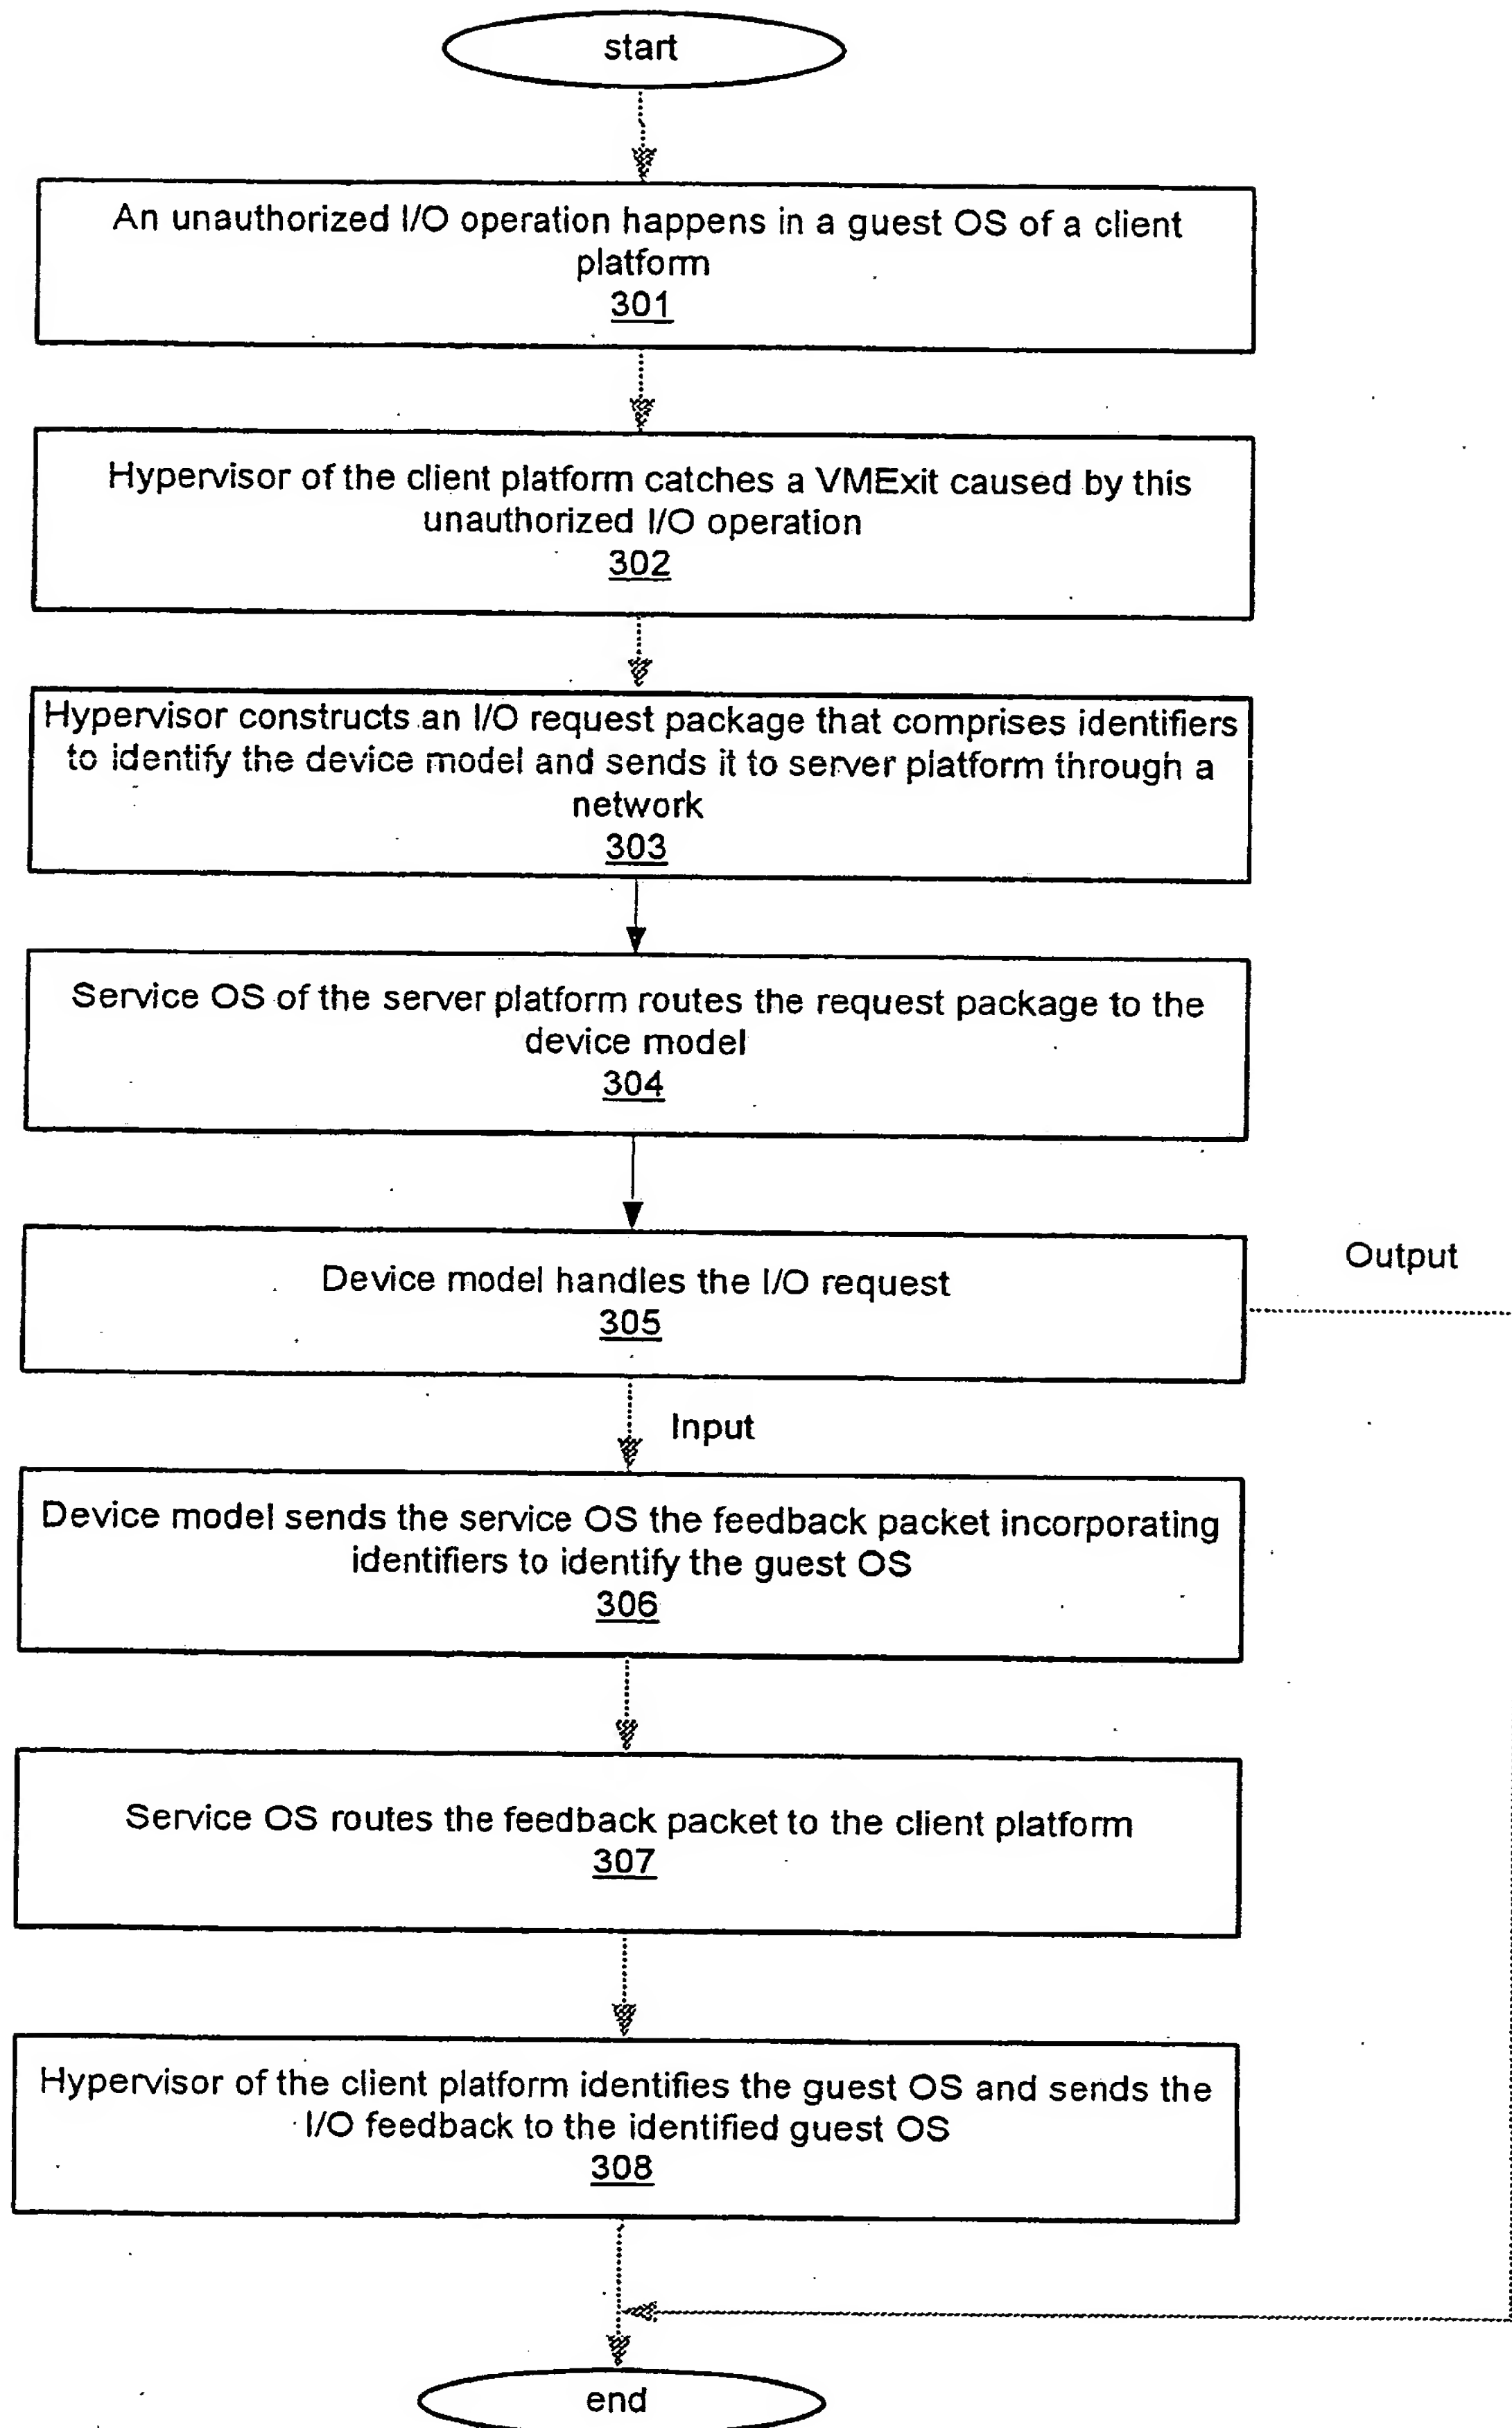 start
An unauthorized I/O operation happens in a guest OS of a client
platform
301
Hypervisor of the client platform catches a VMExit caused by this
unauthorized I/O operation
302
Hypervisor constructs an I/O request package that comprises identifiers
to identify the device model and sends it to server platform through a
network
303
Service OS of the server platform routes the request package to the
device model
304
Device model handles the I/O request
305
Output
Input
Device model sends the service OS the feedback packet incorporating
identifiers to identify the guest OS
306
Service OS routes the feedback packet to the client platform
307
Hypervisor of the client platform identifies the guest OS and sends the
I/O feedback to the identified guest OS
308
end